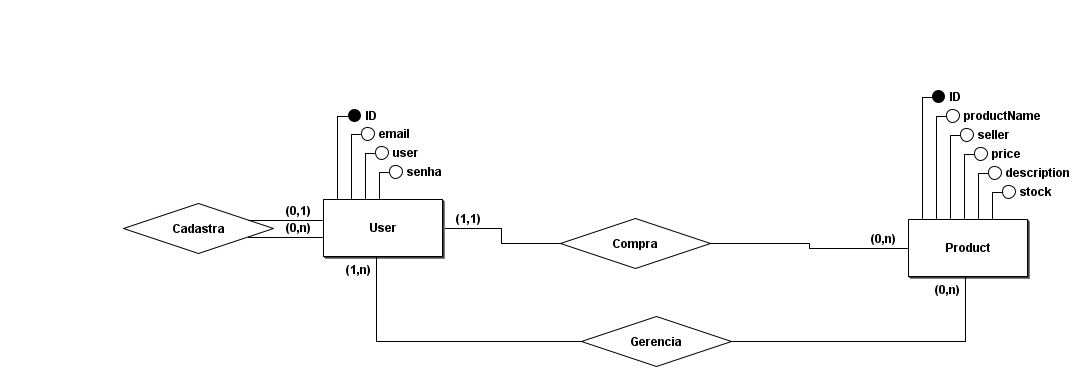 ID
email
user
senha
ID
productName
seller
price
description
stock
Cadastra
(0,1)
(0,n)
User
(1,1)
Compra
(0,n)
Product
(1,n)
(0,n)
Gerencia